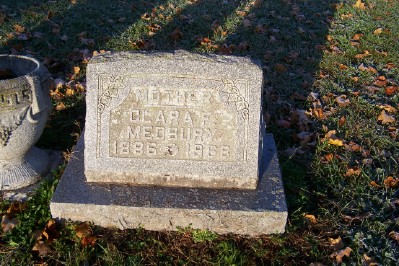 MOTHER
CLARA F.
MEDBURY
1886 1968